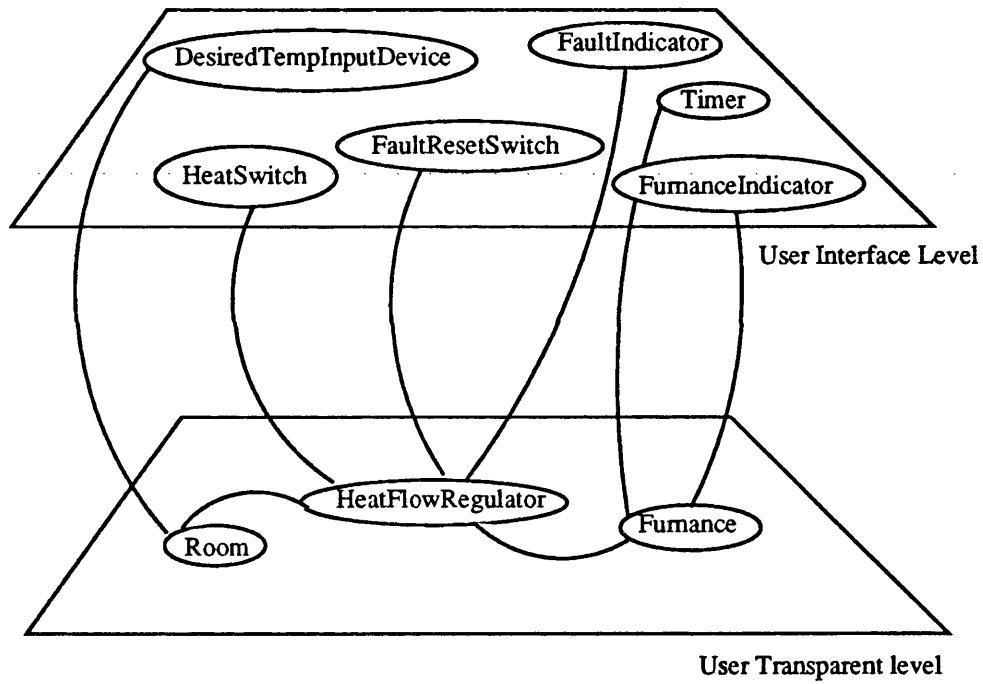 DesiredTempInputDevice
FaultIndicator
Timer
FaultResetSwitch
HeatSwitch
FurnanceIndicator
User Interface Level
HeatFlowRegulator
Furnance
Room
User Transparent level